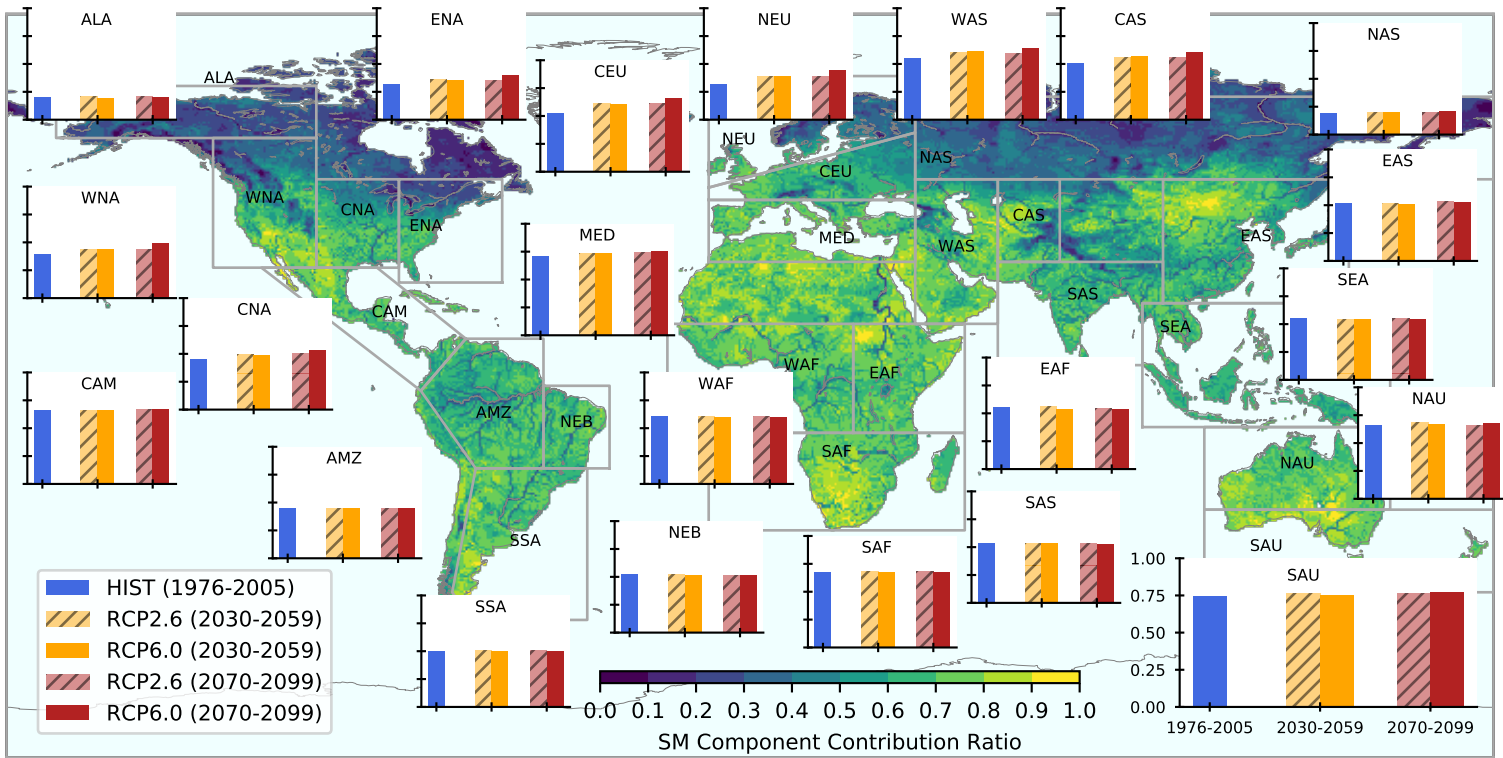 ALA
ENA
NEU
WAS
CAS
NAS
CEU
ALA
NEU
NAS
CEU
EAS
WNA
WNA
CNA
ENA
MED
MED
WAS
CAS
EAS
SEA
SAS
CNA
CAM
SEA
CAM
WAF
EAF
WAF
EAF
NAU
AMZ
NEB
SAF
NAU
AMZ
SAS
NEB
SAF
SSA
SAU
SSA
HIST (1976-2005)
RCP2.6 (2030-2059)
RCP6.0 (2030-2059)
RCP2.6 (2070-2099)
RCP6.0 (2070-2099)
0.0 0.1 0.2 0.3 0.4 0.5 0.6 0.7 0.8 0.9 1.0
SM Component Contribution Ratio
SAU
1.00
0.75
0.50
0.25
0.00
1976-2005 2030-2059 2070-2099